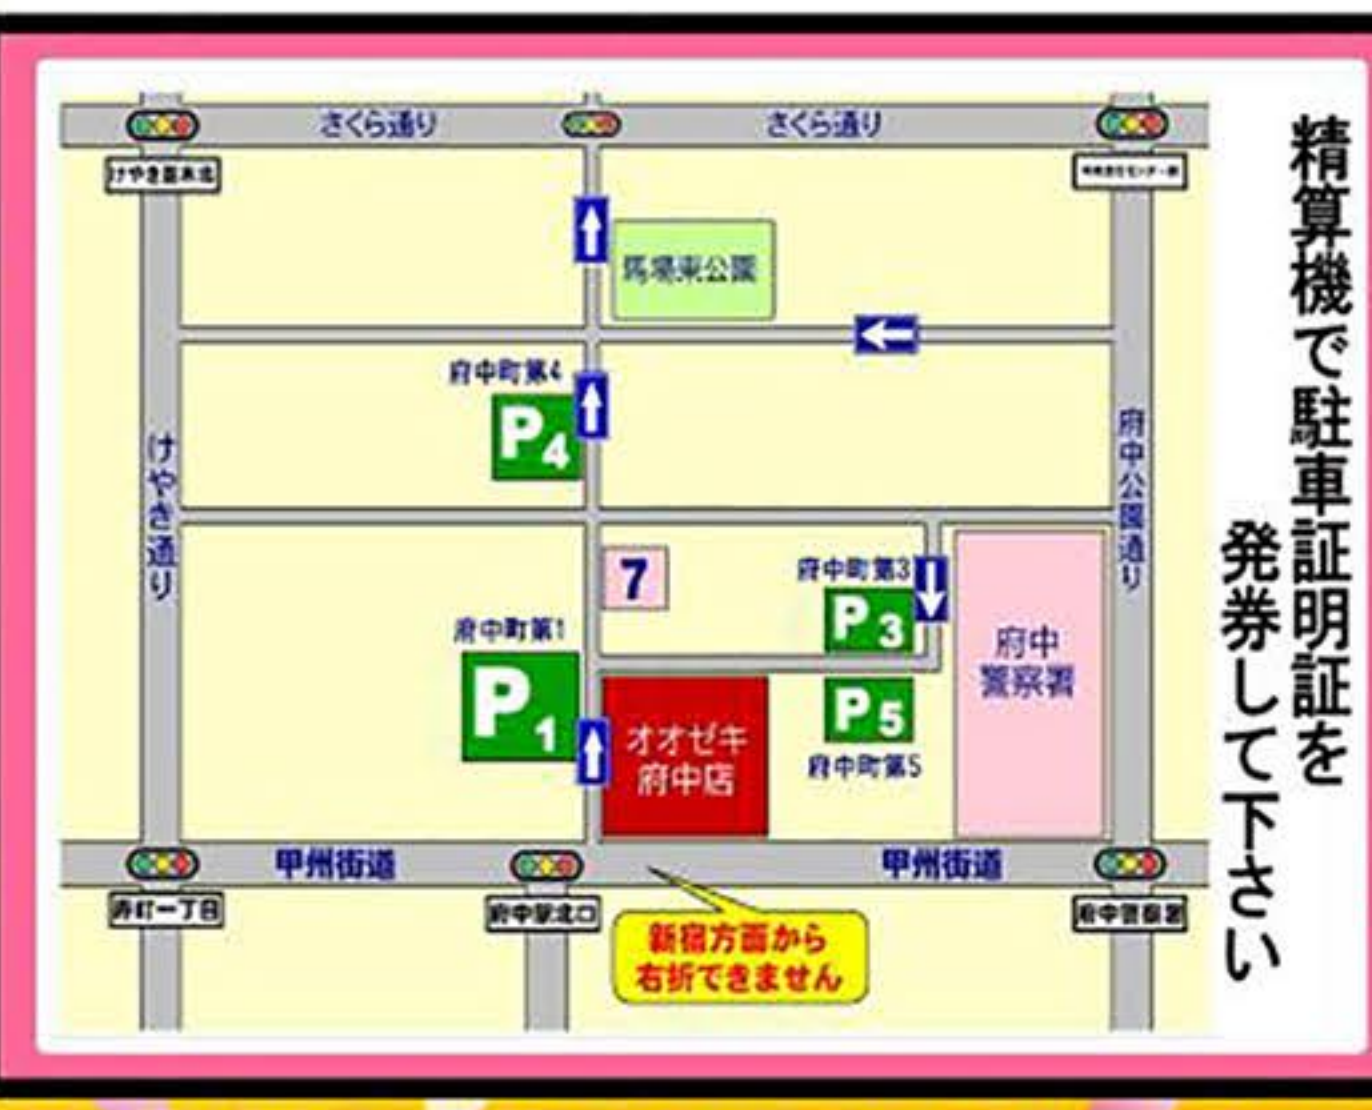 精算機で駐車証明証を
発券して下さい
さくら通り
さくら通り
馬場東公園
府中町第4
P4
けやき通り
府中公園通り
7
府中町第3
P3
府中町第1
P1
府中
警察署
オオゼキ
府中店
P5
府中町第5
甲州街道
甲州街道
寿町一丁目
府中駅北口
府中警察署
新宿方面から
右折できません